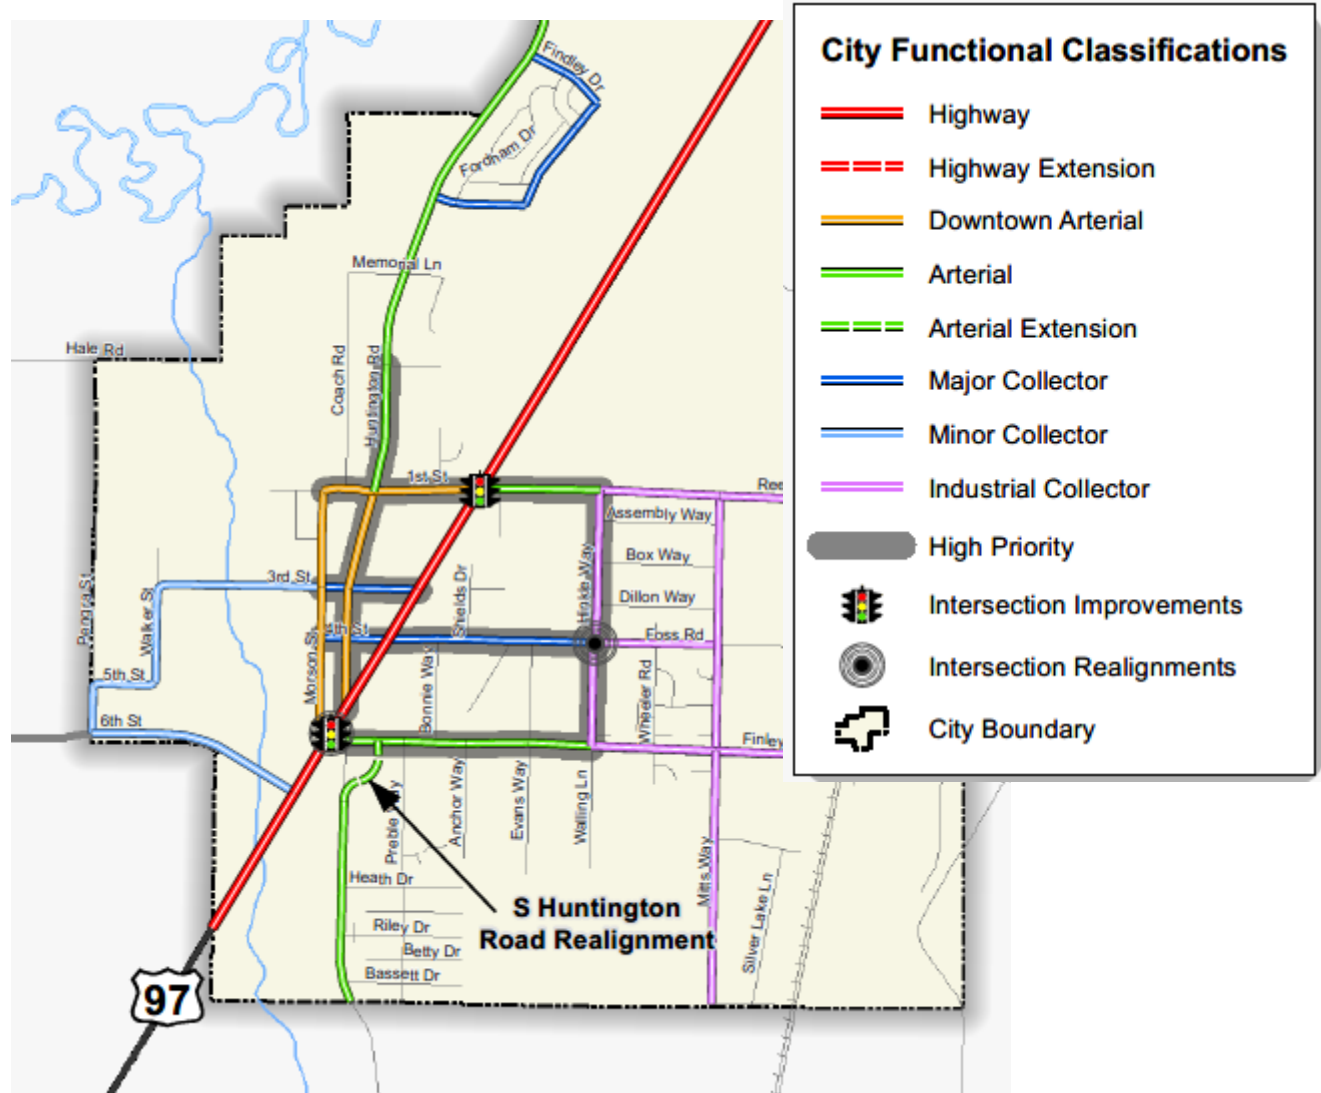 City Functional Classifications
Highway
Highway Extension
Downtown Arterial
Arterial
Arterial Extension
Major Collector
Minor Collector
Industrial Collector
High Priority
Intersection Improvements
Intersection Realignments
City Boundary
Findley Dr
Fordham Dr
Memorial Ln
Hale Rd
Coach Rd
Huntington Rd
1st St
Ree
Assembly Way
Box Way
Hinkle Way
Dillon Way
3rd St
Shields Dr
Pengra St
Walker St
4th St
Foss Rd
Morson St
Bonnie Way
Wheeler Rd
5th St
6th St
Finley
Preble Way
Anchor Way
Evans Way
Walling Ln
Mitts Way
Heath Dr
S Huntington
Road Realignment
Riley Dr
Betty Dr
Bassett Dr
Silver Lake Ln
97